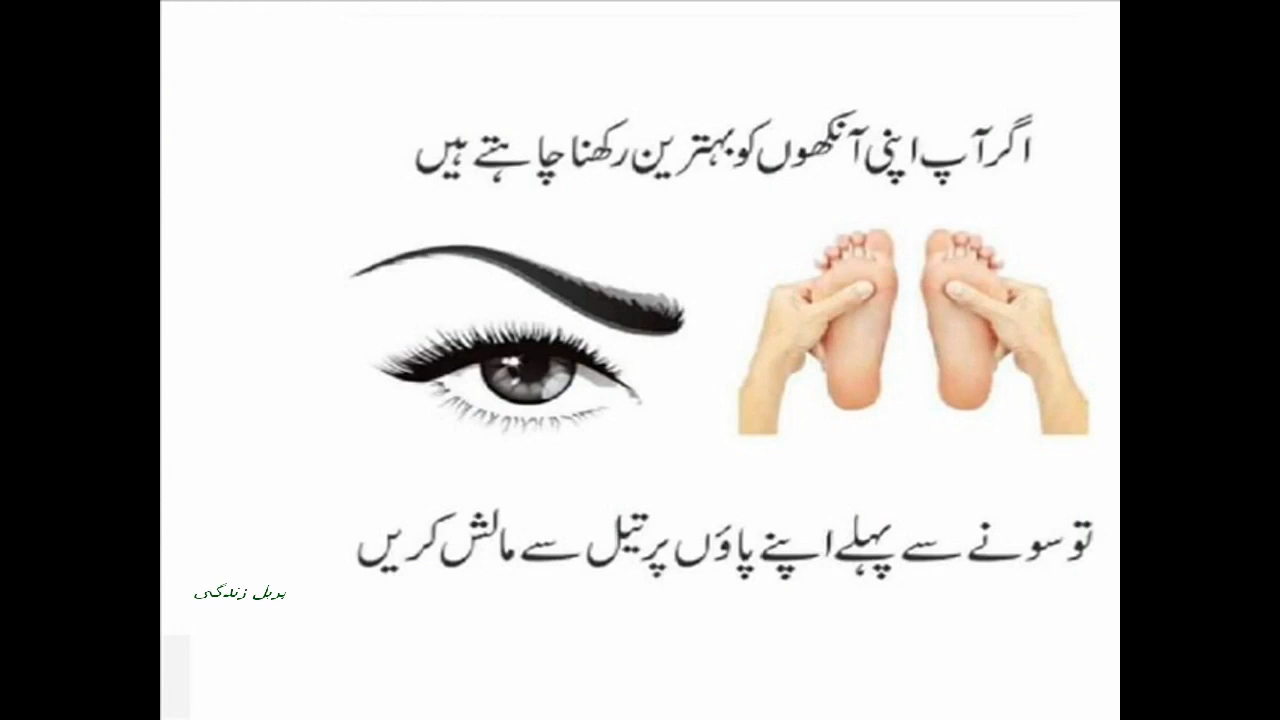 اگر آپ اپنی آنکھوں کو بہترین رکھنا چاہتے ہیں
تو سونے سے پہلے اپنے پاؤں پر تیل سے مالش کریں
ہربل زندگی